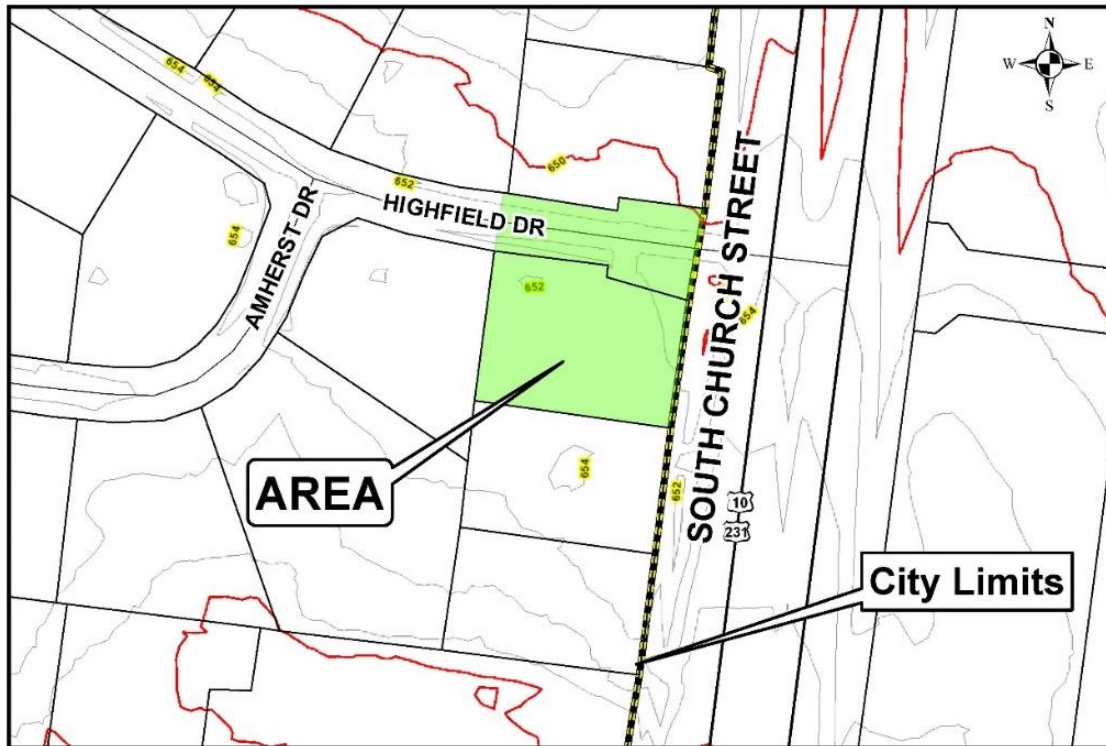 N
W E
S
654
654
650
652
HIGHFIELD DR
654
AMHERST DR
652
654
SOUTH CHURCH STREET
AREA
654
652
10
231
City Limits